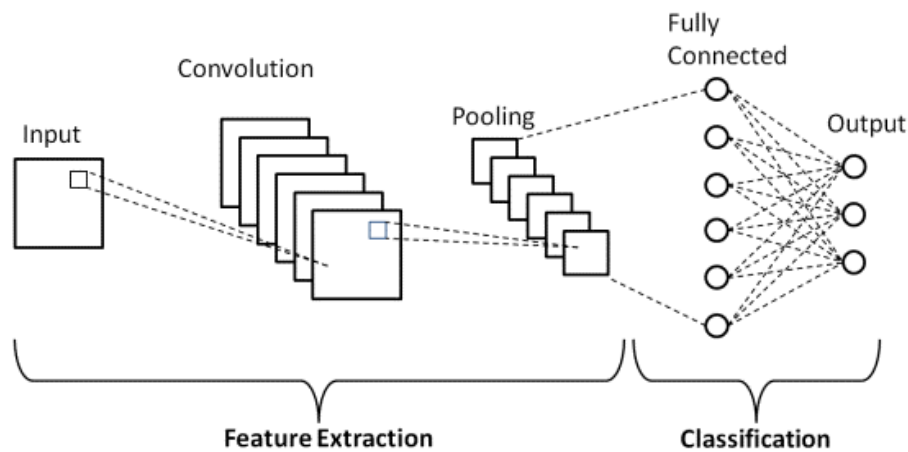 Input
Convolution
Pooling
Fully
Connected
Output
Feature Extraction
Classification